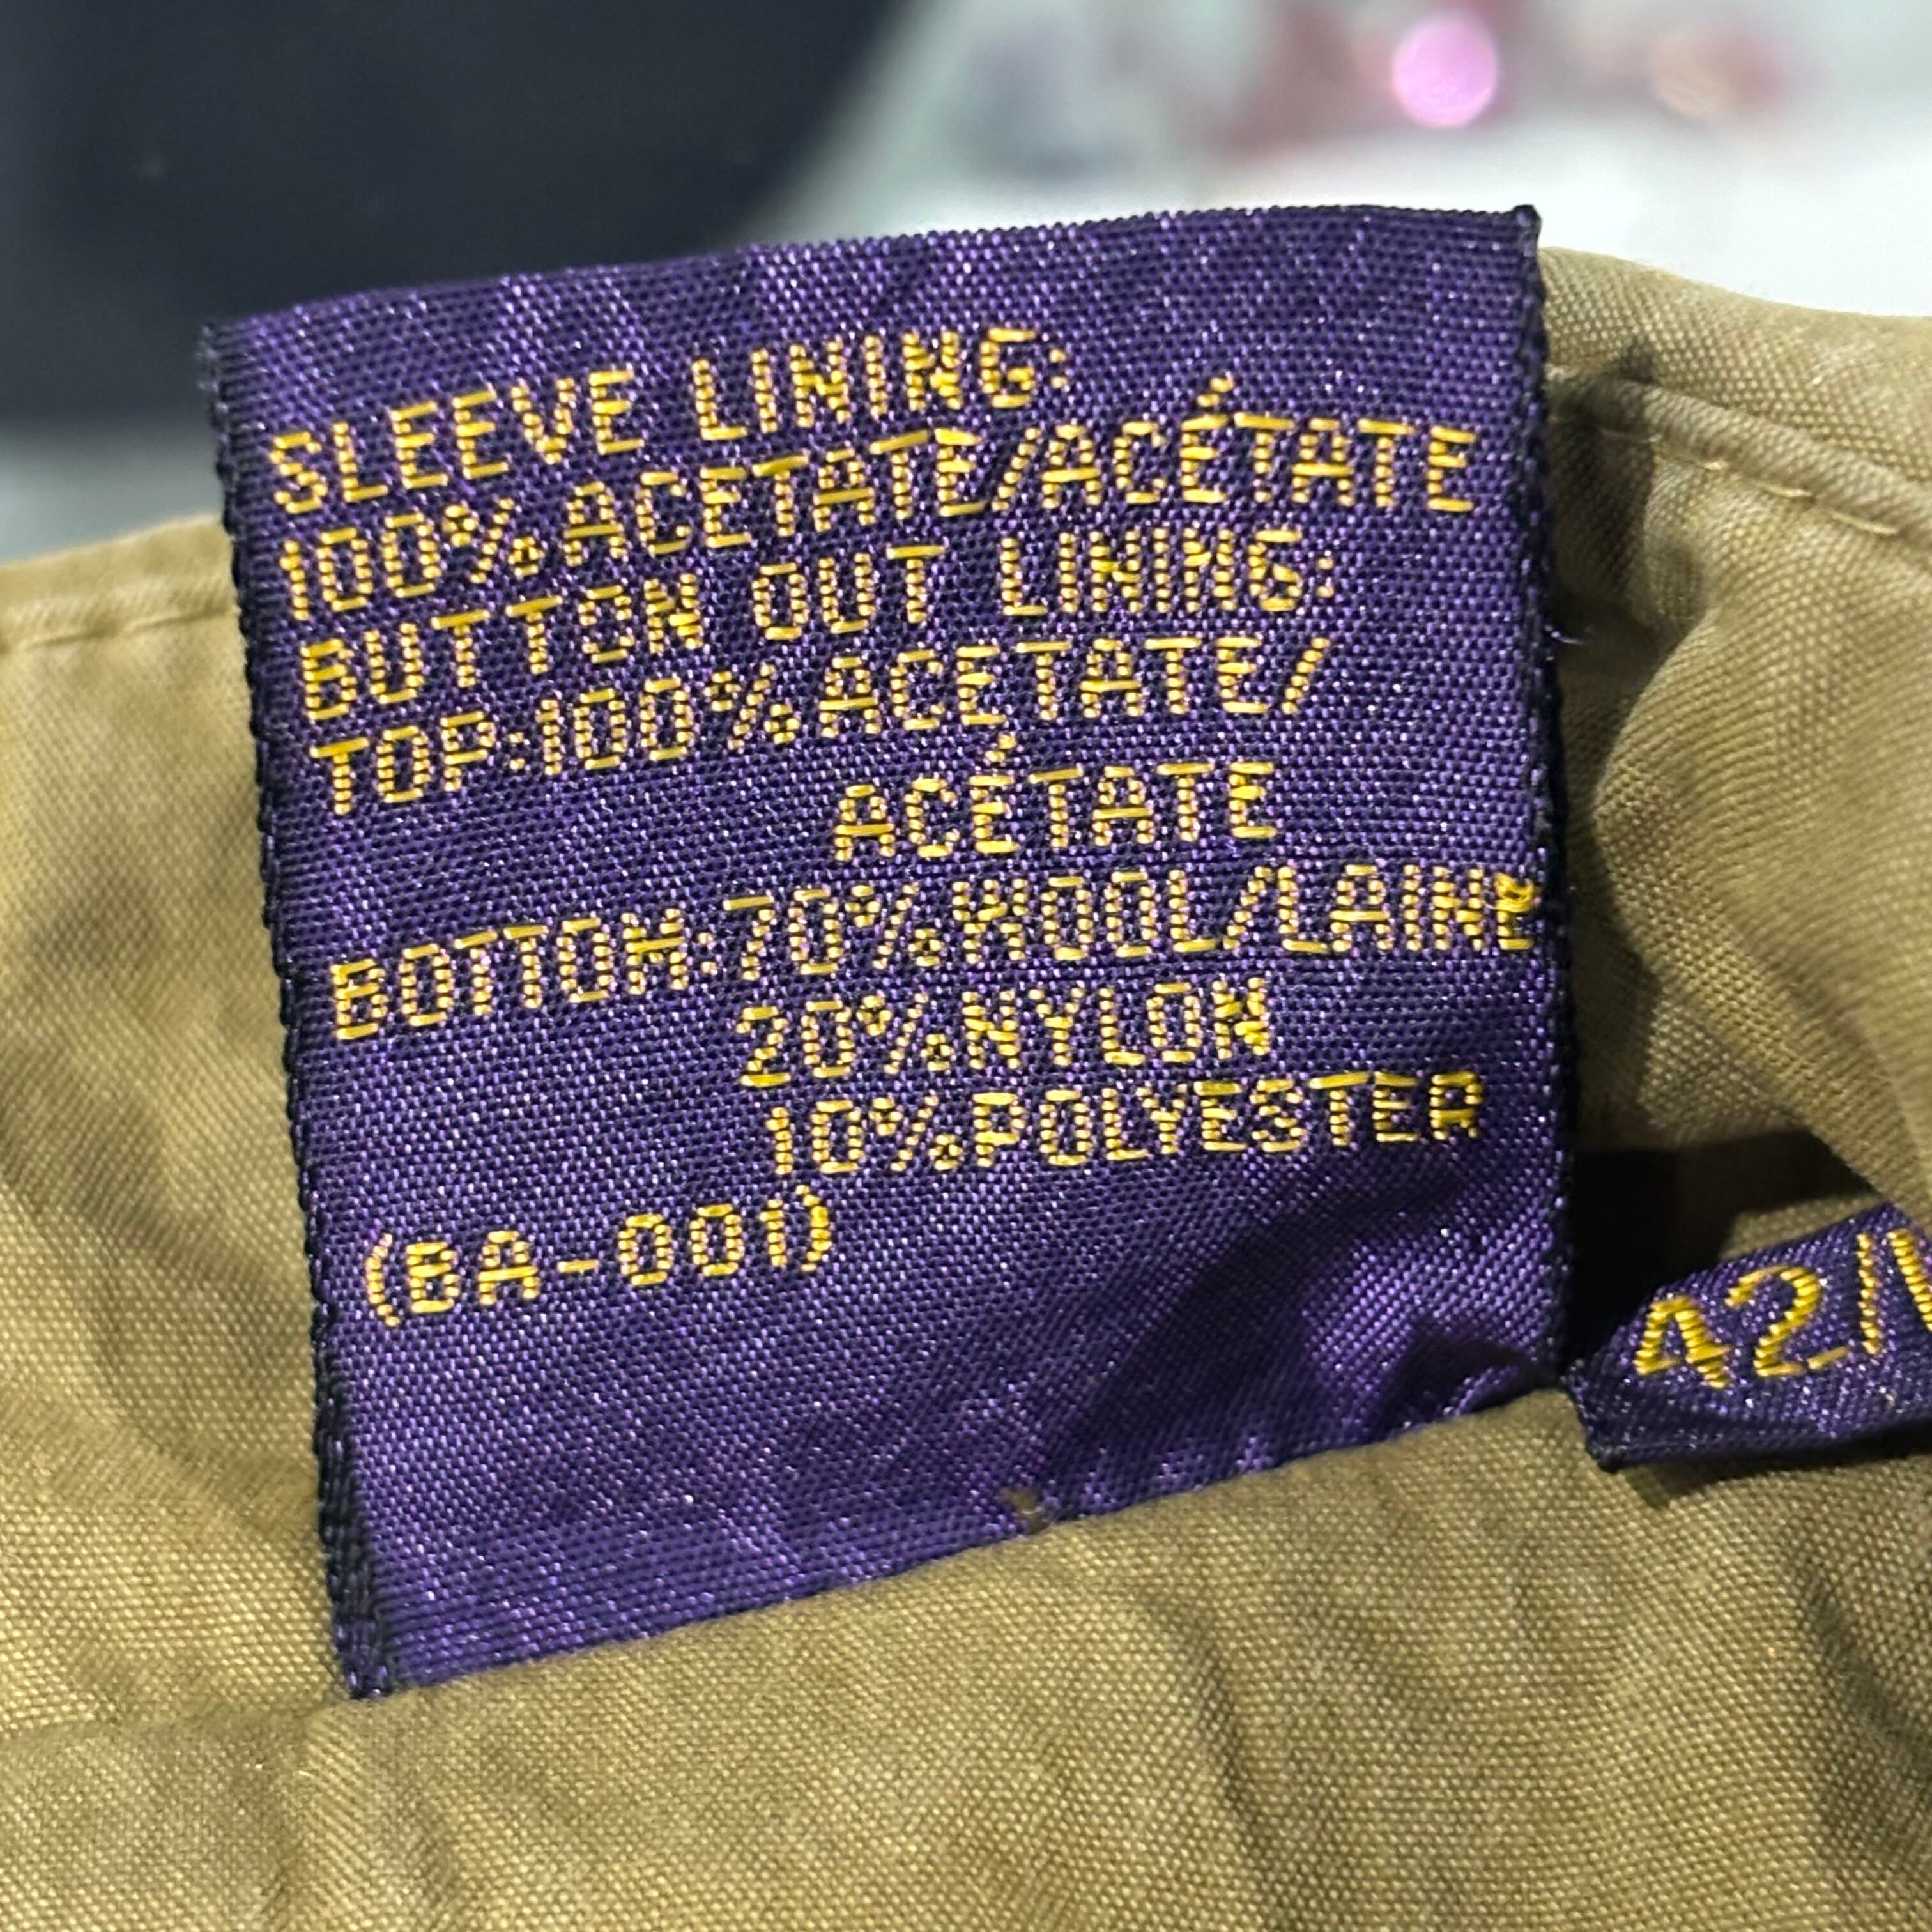 SLEEVE LINING:
100% ACETATE/ACÉTATE
BUTTON OUT LINING:
TOP:100% ACETATE/
ACÉTATE
BOTTOM:70% WOOL/LAINE
20% NYLON
10% POLYESTER
(BA-001)
42/